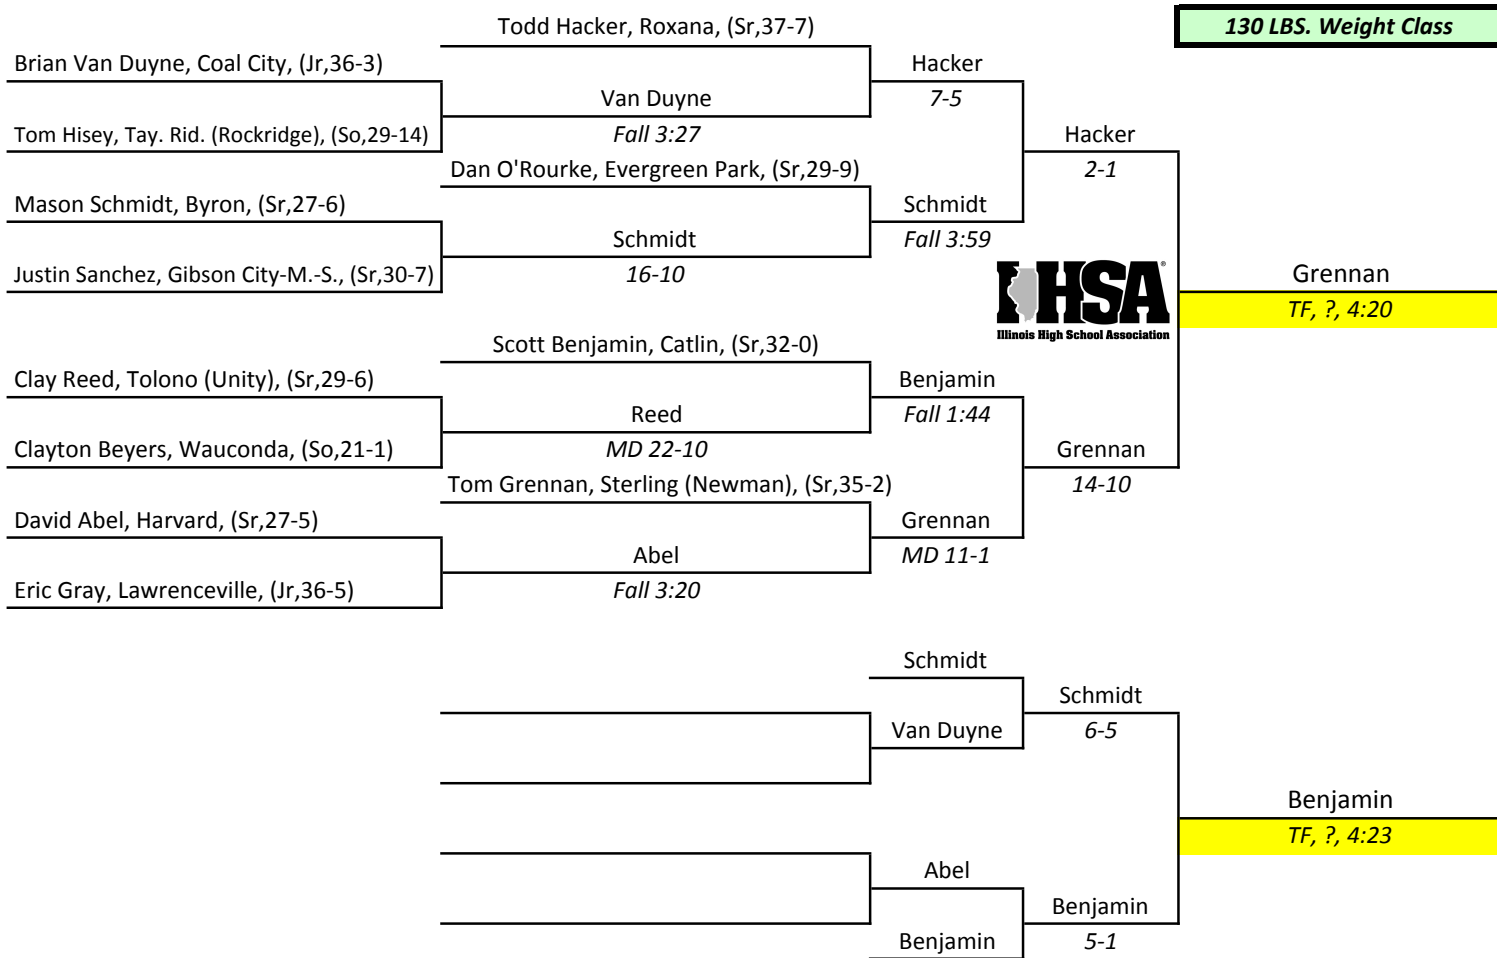 Todd Hacker, Roxana, (Sr,37-7)
130 LBS. Weight Class
Brian Van Duyne, Coal City, (Jr,36-3)
Hacker
Van Duyne
7-5
Tom Hisey, Tay. Rid. (Rockridge), (So,29-14)
Fall 3:27
Hacker
Dan O'Rourke, Evergreen Park, (Sr,29-9)
2-1
Mason Schmidt, Byron, (Sr,27-6)
Schmidt
Schmidt
Fall 3:59
Justin Sanchez, Gibson City-M.-S., (Sr,30-7)
16-10
IHSA®
Illinois High School Association
Grennan
TF, ?, 4:20
Scott Benjamin, Catlin, (Sr,32-0)
Clay Reed, Tolono (Unity), (Sr,29-6)
Benjamin
Reed
Fall 1:44
Clayton Beyers, Wauconda, (So,21-1)
MD 22-10
Grennan
Tom Grennan, Sterling (Newman), (Sr,35-2)
14-10
David Abel, Harvard, (Sr,27-5)
Grennan
Abel
MD 11-1
Eric Gray, Lawrenceville, (Jr,36-5)
Fall 3:20
Schmidt
Schmidt
Van Duyne
6-5
Benjamin
TF, ?, 4:23
Abel
Benjamin
Benjamin
5-1